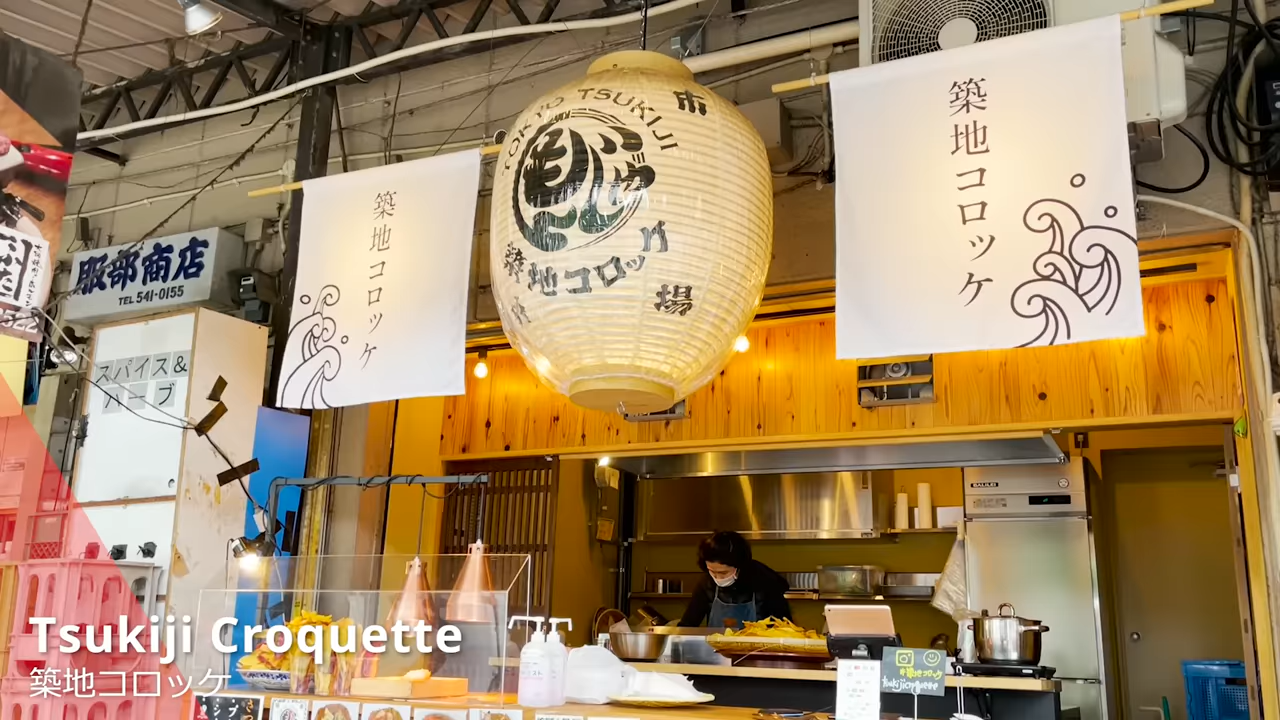 服部商店
TEL 541-0155
スパイス&
ハーブ
築地コロッケ
TOKYO TSUKIJI
市
場
築地コロッケ
築地コロッケ
GALILEI
tsukijicroquette
Tsukiji Croquette
築地コロッケ